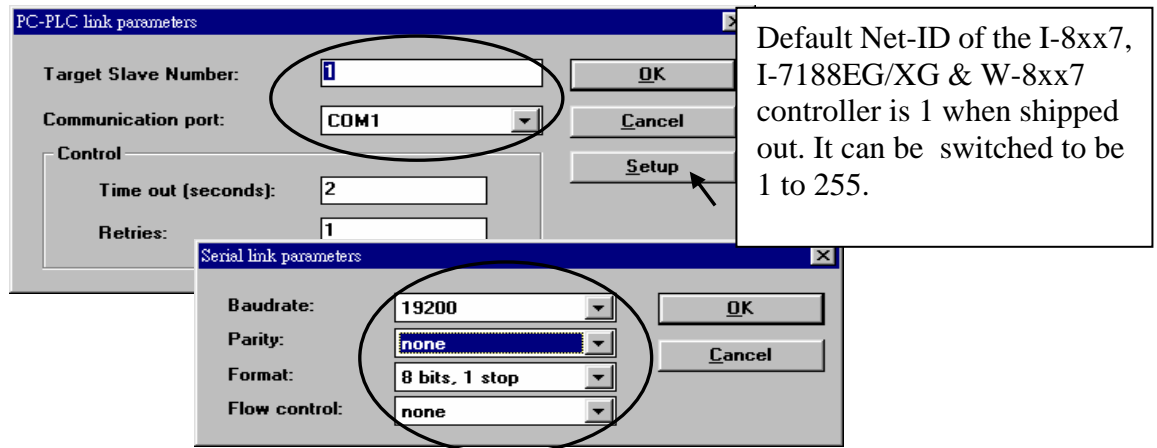 PC-PLC link parameters
Target Slave Number:
1
OK
Communication port:
COM1
Cancel
Control
Setup
Time out (seconds):
2
Retries:
1
Default Net-ID of the I-8xx7,
I-7188EG/XG & W-8xx7
controller is 1 when shipped
out. It can be switched to be
1 to 255.
Serial link parameters
Baudrate:
19200
OK
Parity:
none
Cancel
Format:
8 bits, 1 stop
Flow control:
none